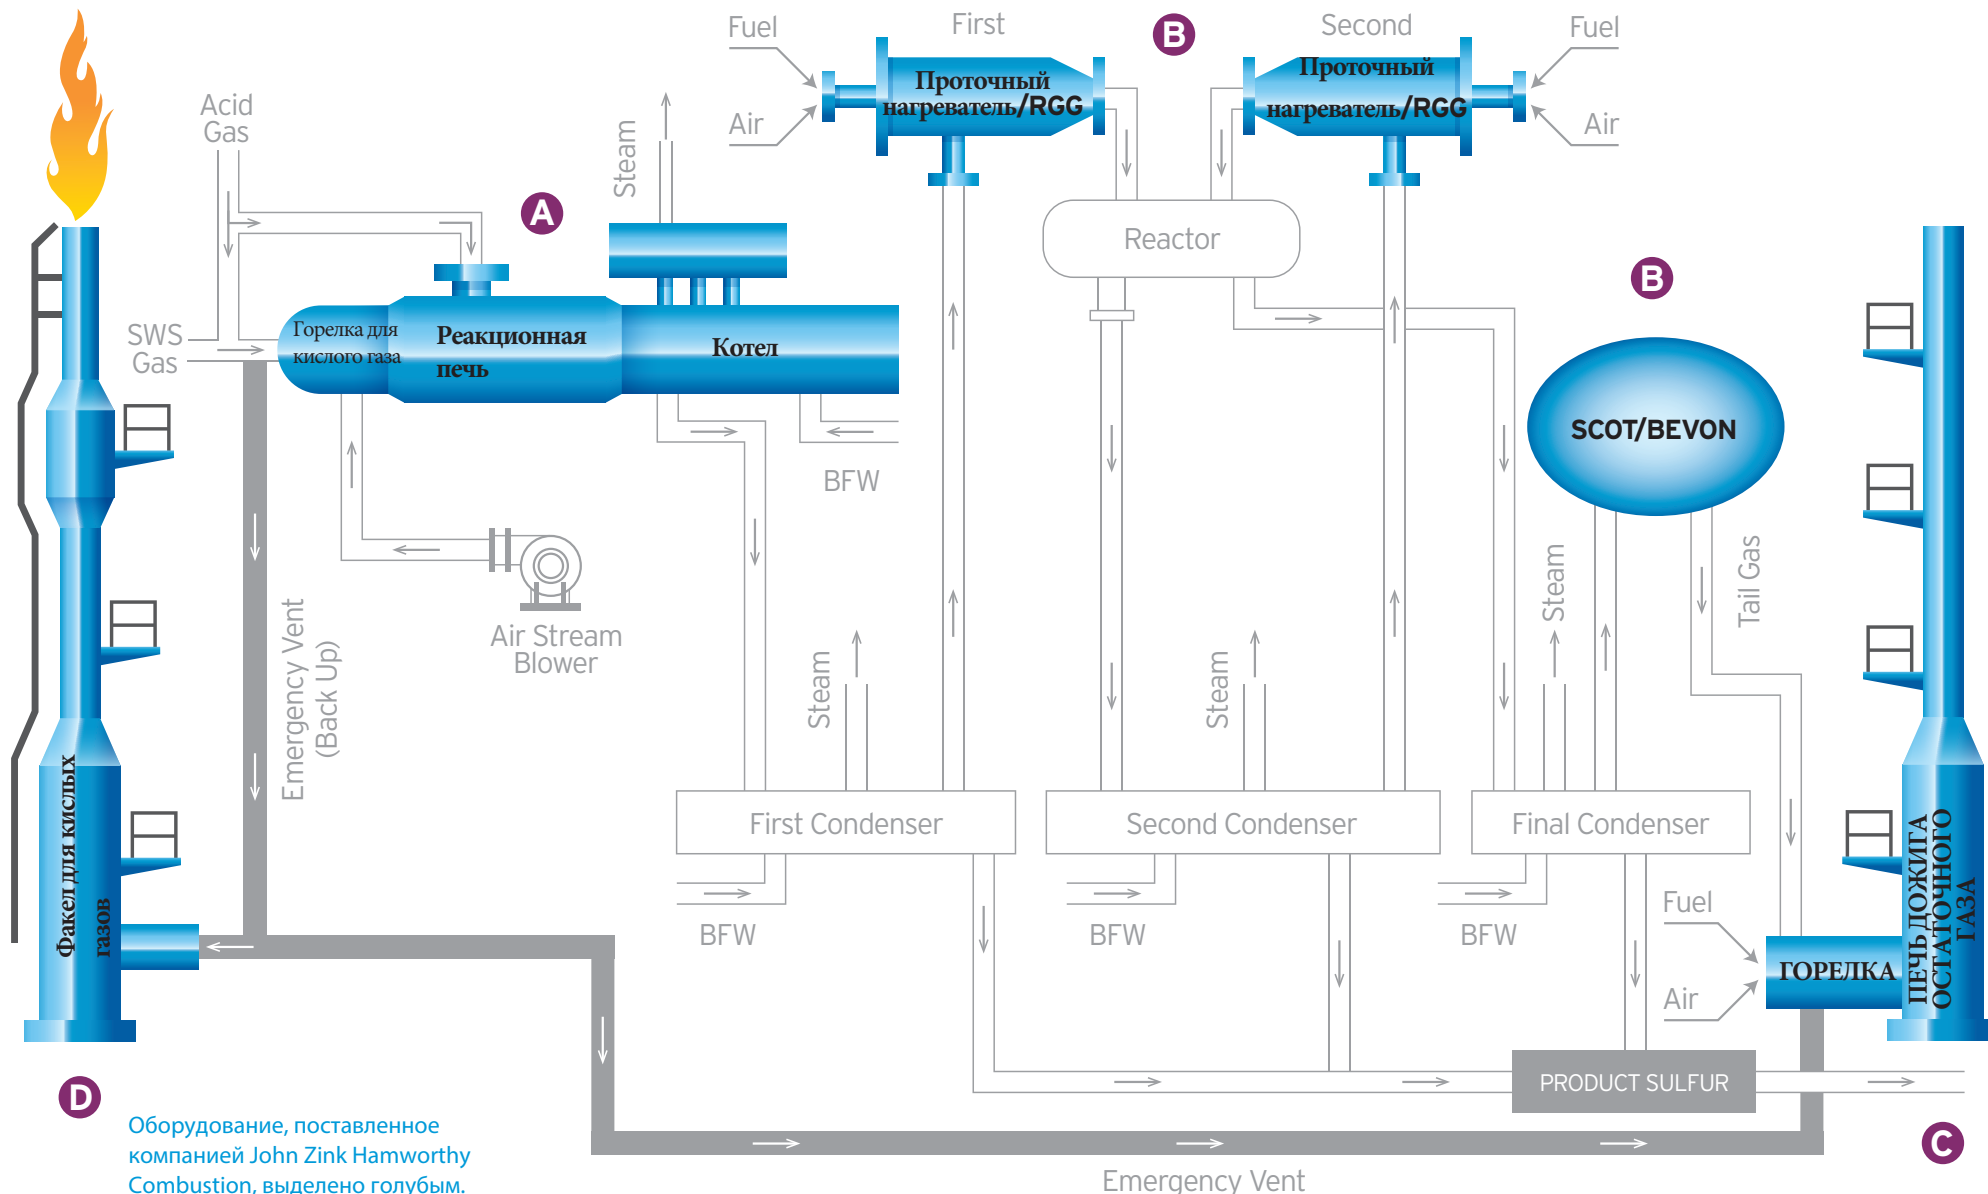 Fuel
First
B
Second
Fuel
Проточный
нагреватель/RGG
Проточный
нагреватель/RGG
Air
Air
Acid
Gas
Steam
A
Reactor
B
SWS
Gas
Горелка для
кислого газа
Реакционная
печь
Котел
SCOT/BEVON
BFW
Air Stream
Blower
Emergency Vent
(Back Up)
Steam
Steam
Steam
Tail Gas
First Condenser
Second Condenser
Final Condenser
BFW
BFW
BFW
Факел для кислых
газов
Fuel
Air
ГОРЕЛКА
ПЕЧЬ ДОЖИГА
ОСТАТОЧНОГО
ГАЗА
PRODUCT SULFUR
D
Оборудование, поставленное
компанией John Zink Hamworthy
Combustion, выделено голубым.
C
Emergency Vent